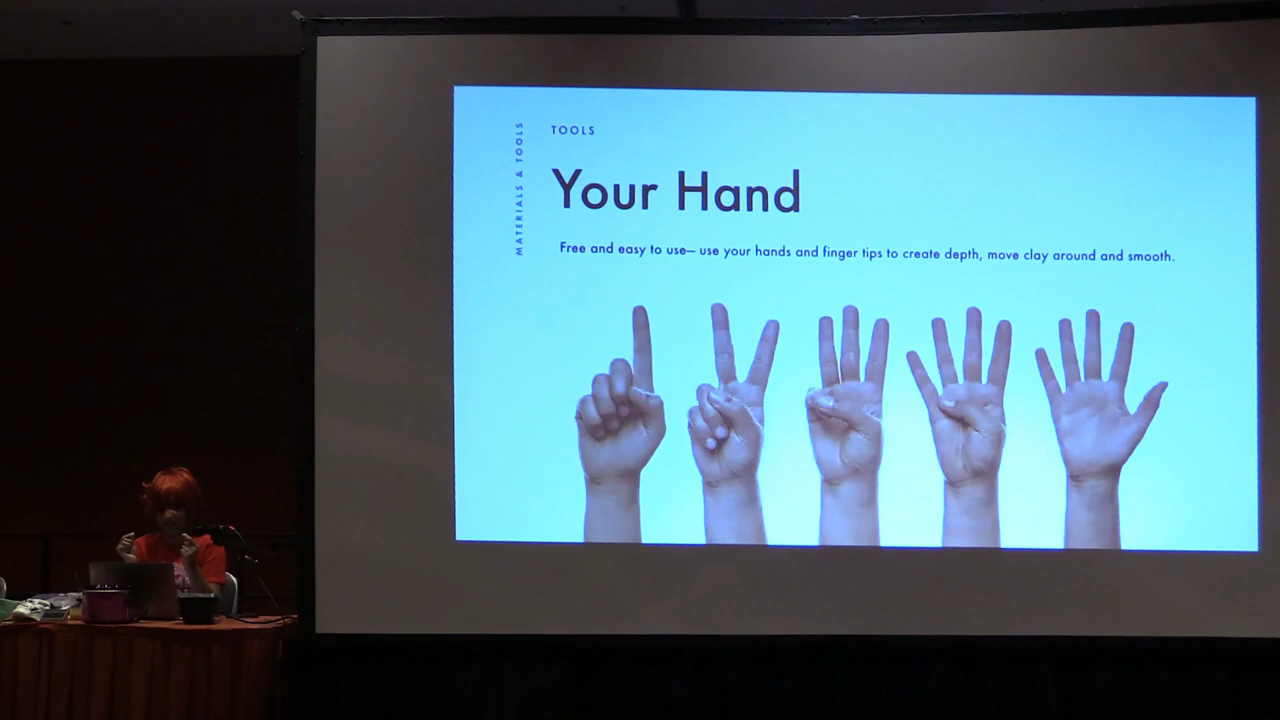 MATERIALS & TOOLS
TOOLS
Your Hand
Free and easy to use— use your hands and finger tips to create depth, move clay around and smooth.